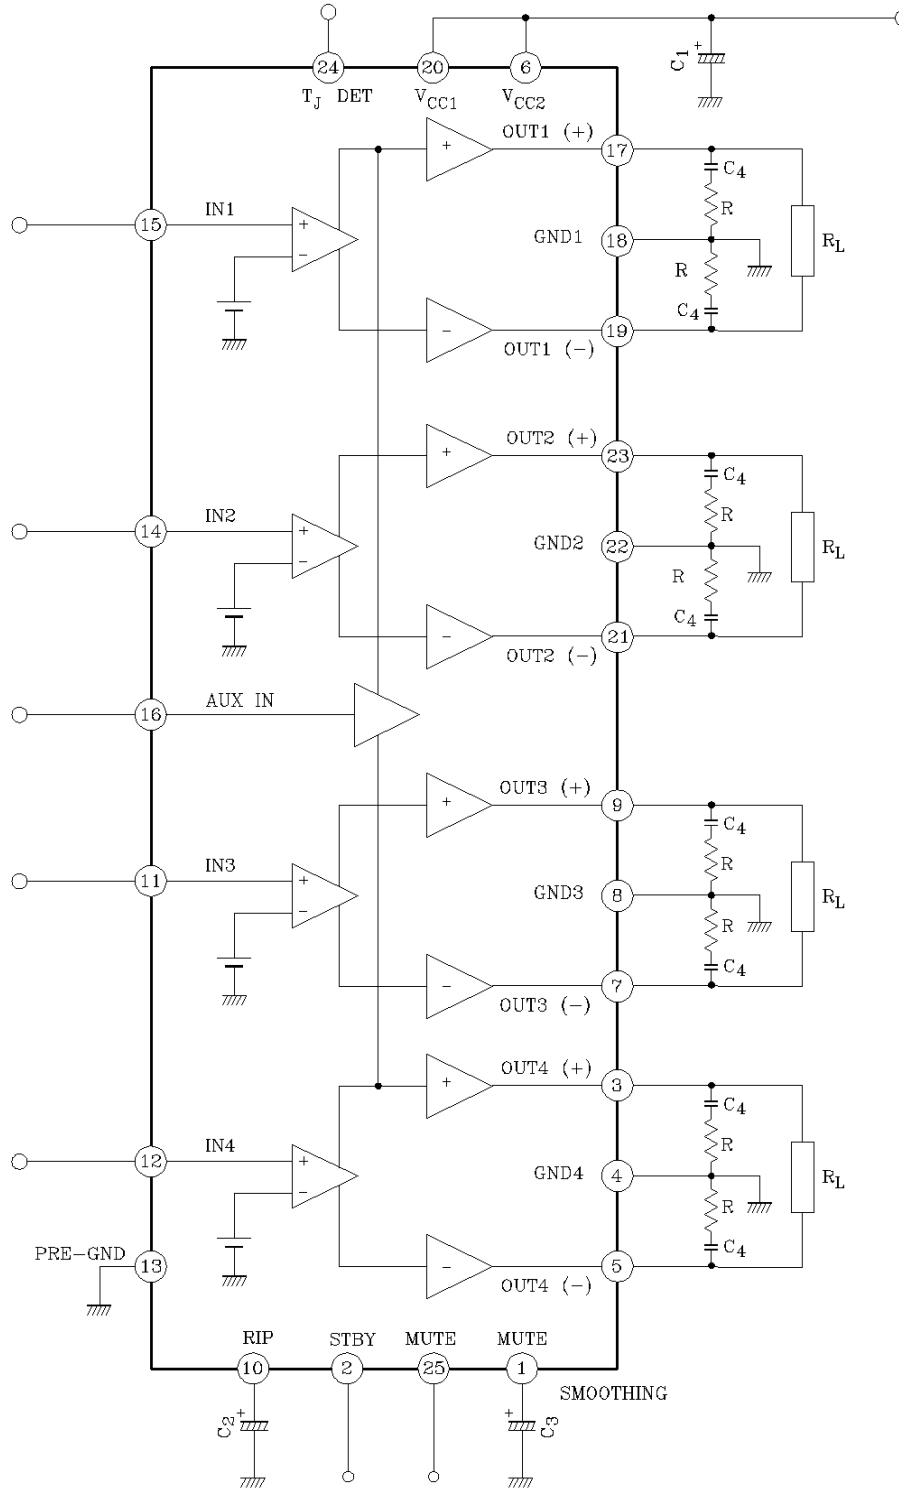 24 20 6
T_J DET V_CC1 V_CC2
C_1 +
OUT1 (+)
17
+
C_4
R
15 IN1
+
−
GND1
18
R_L
R
C_4
−
19
OUT1 (−)
OUT2 (+)
23
+
C_4
R
14 IN2
+
−
GND2
22
R_L
R
C_4
−
21
OUT2 (−)
16 AUX IN
OUT3 (+)
9
+
C_4
R
11 IN3
+
−
GND3
8
R_L
R
C_4
−
7
OUT3 (−)
OUT4 (+)
3
+
C_4
R
12 IN4
+
−
GND4
4
R_L
R
C_4
PRE-GND
13
−
5
OUT4 (−)
RIP STBY MUTE MUTE
10 2 25 1
SMOOTHING
C_2 + + C_3